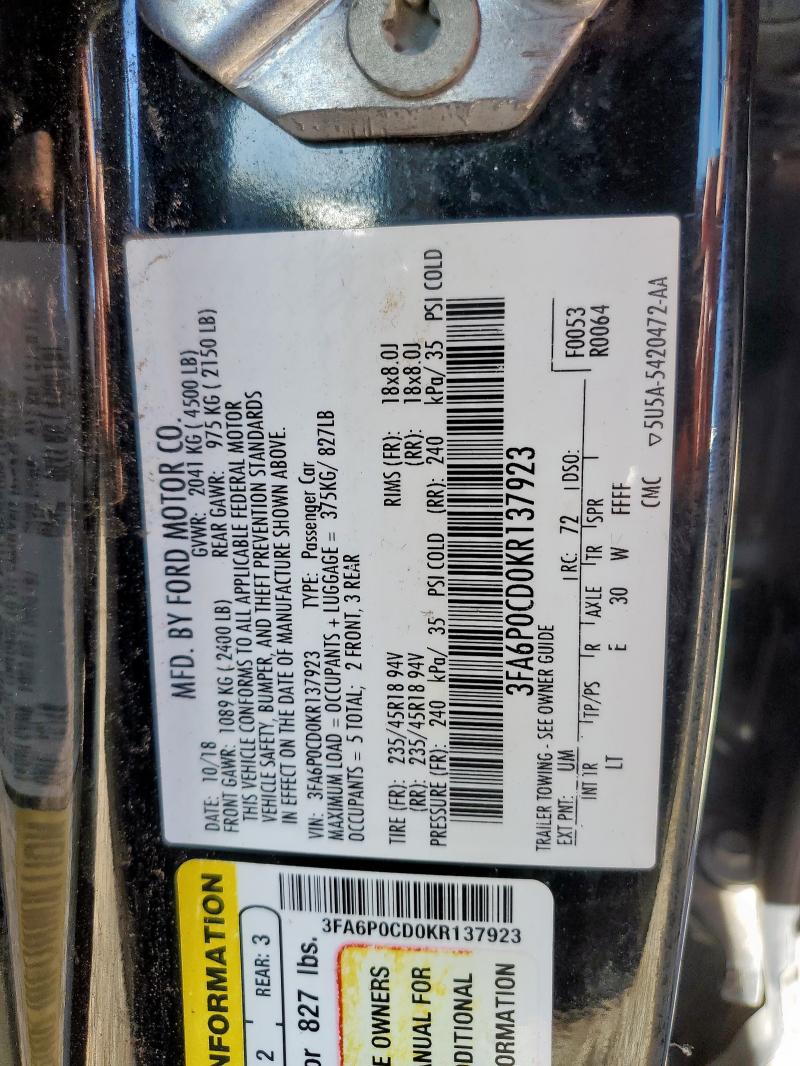 MFD. BY FORD MOTOR CO.
DATE: 10/18 GVWR: 2041 KG ( 4500 LB)
FRONT GAWR: 1089 KG ( 2400 LB) REAR GAWR: 975 KG ( 2150 LB)
THIS VEHICLE CONFORMS TO ALL APPLICABLE FEDERAL MOTOR
VEHICLE SAFETY, BUMPER, AND THEFT PREVENTION STANDARDS
IN EFFECT ON THE DATE OF MANUFACTURE SHOWN ABOVE.
VIN: 3FA6P0CD0KR137923 TYPE: Passenger Car
MAXIMUM LOAD = OCCUPANTS + LUGGAGE = 375KG/ 827LB
OCCUPANTS = 5 TOTAL; 2 FRONT, 3 REAR
TIRE (FR): 235/45R18 94V RIMS (FR): 18x8.0J
(RR): 235/45R18 94V (RR): 18x8.0J
PRESSURE (FR): 240 kPa/ 35 PSI COLD (RR): 240 kPa/ 35 PSI COLD
3FA6P0CD0KR137923
TRAILER TOWING - SEE OWNER GUIDE
EXT PNT: UM RC: 72 DSO: F0053
R0064
INT TR TP/PS R AXLE TR SPR
LT E 30 W FFFF
CMC ▽5U5A-5420472-AA
NFORMATION
2 REAR: 3
or 827 lbs.
3FA6P0CD0KR137923
E OWNERS
ANUAL FOR
DDITIONAL
ORMATION